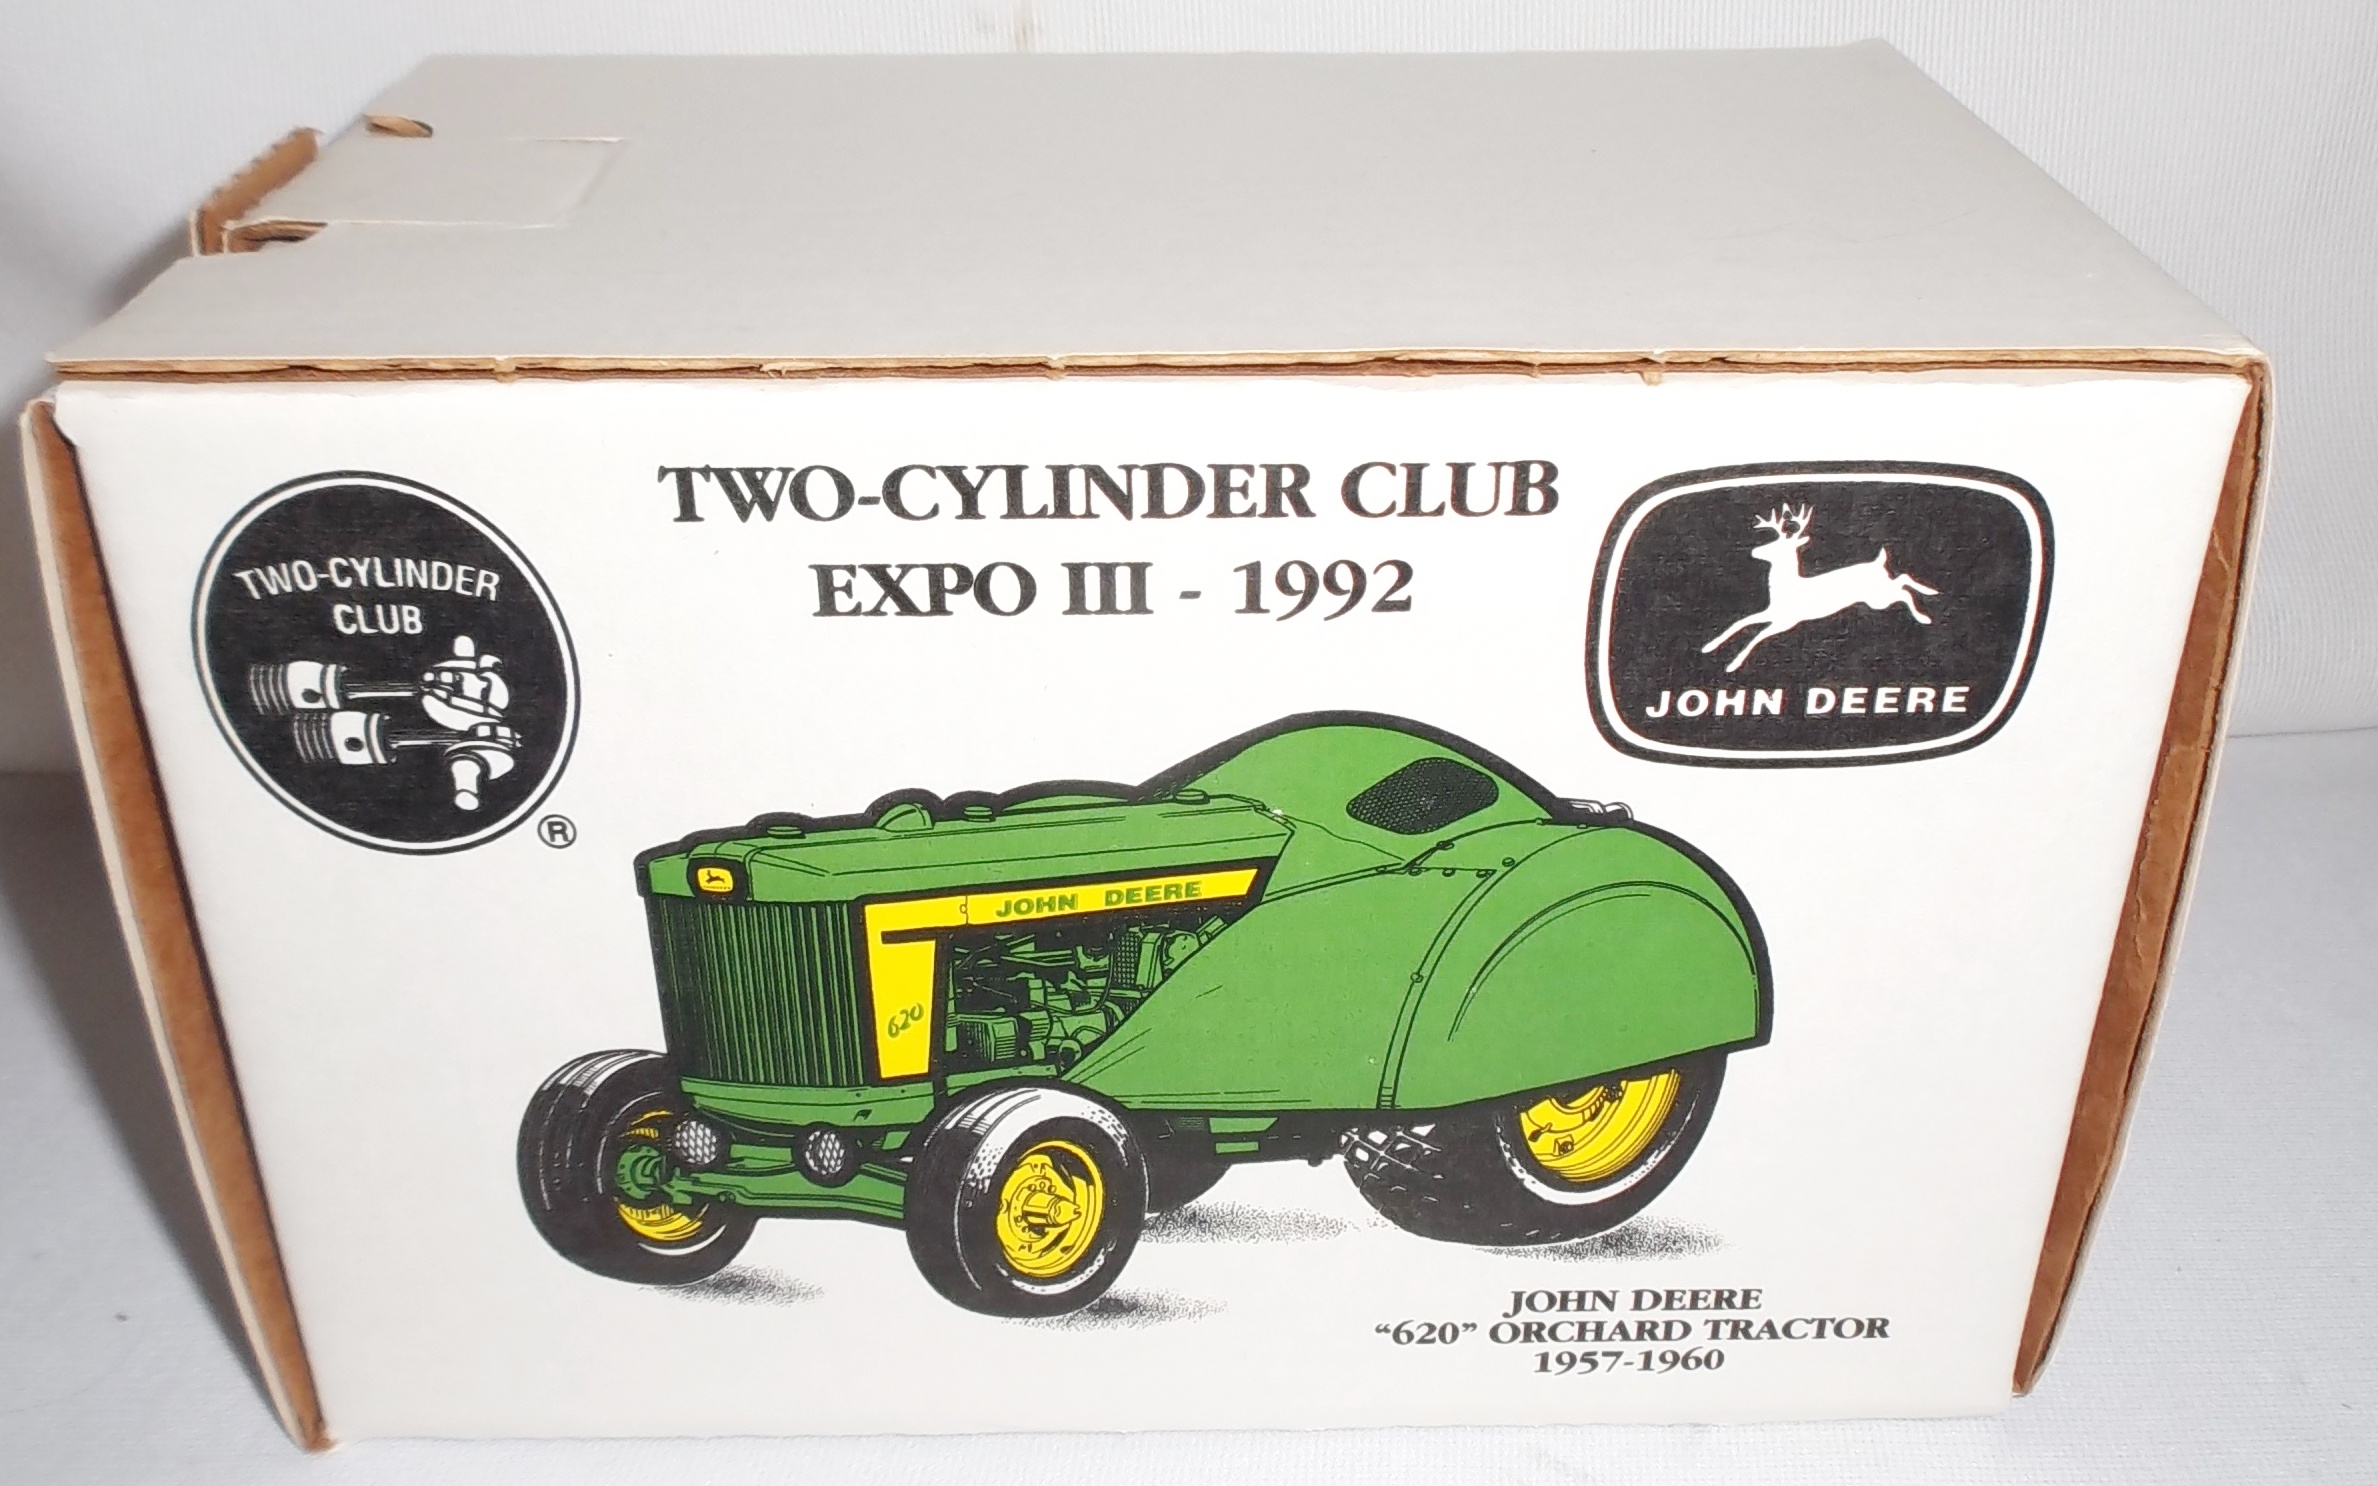 TWO-CYLINDER CLUB
EXPO III - 1992
TWO-CYLINDER
CLUB
®
JOHN DEERE
JOHN DEERE
620
JOHN DEERE
“620” ORCHARD TRACTOR
1957-1960